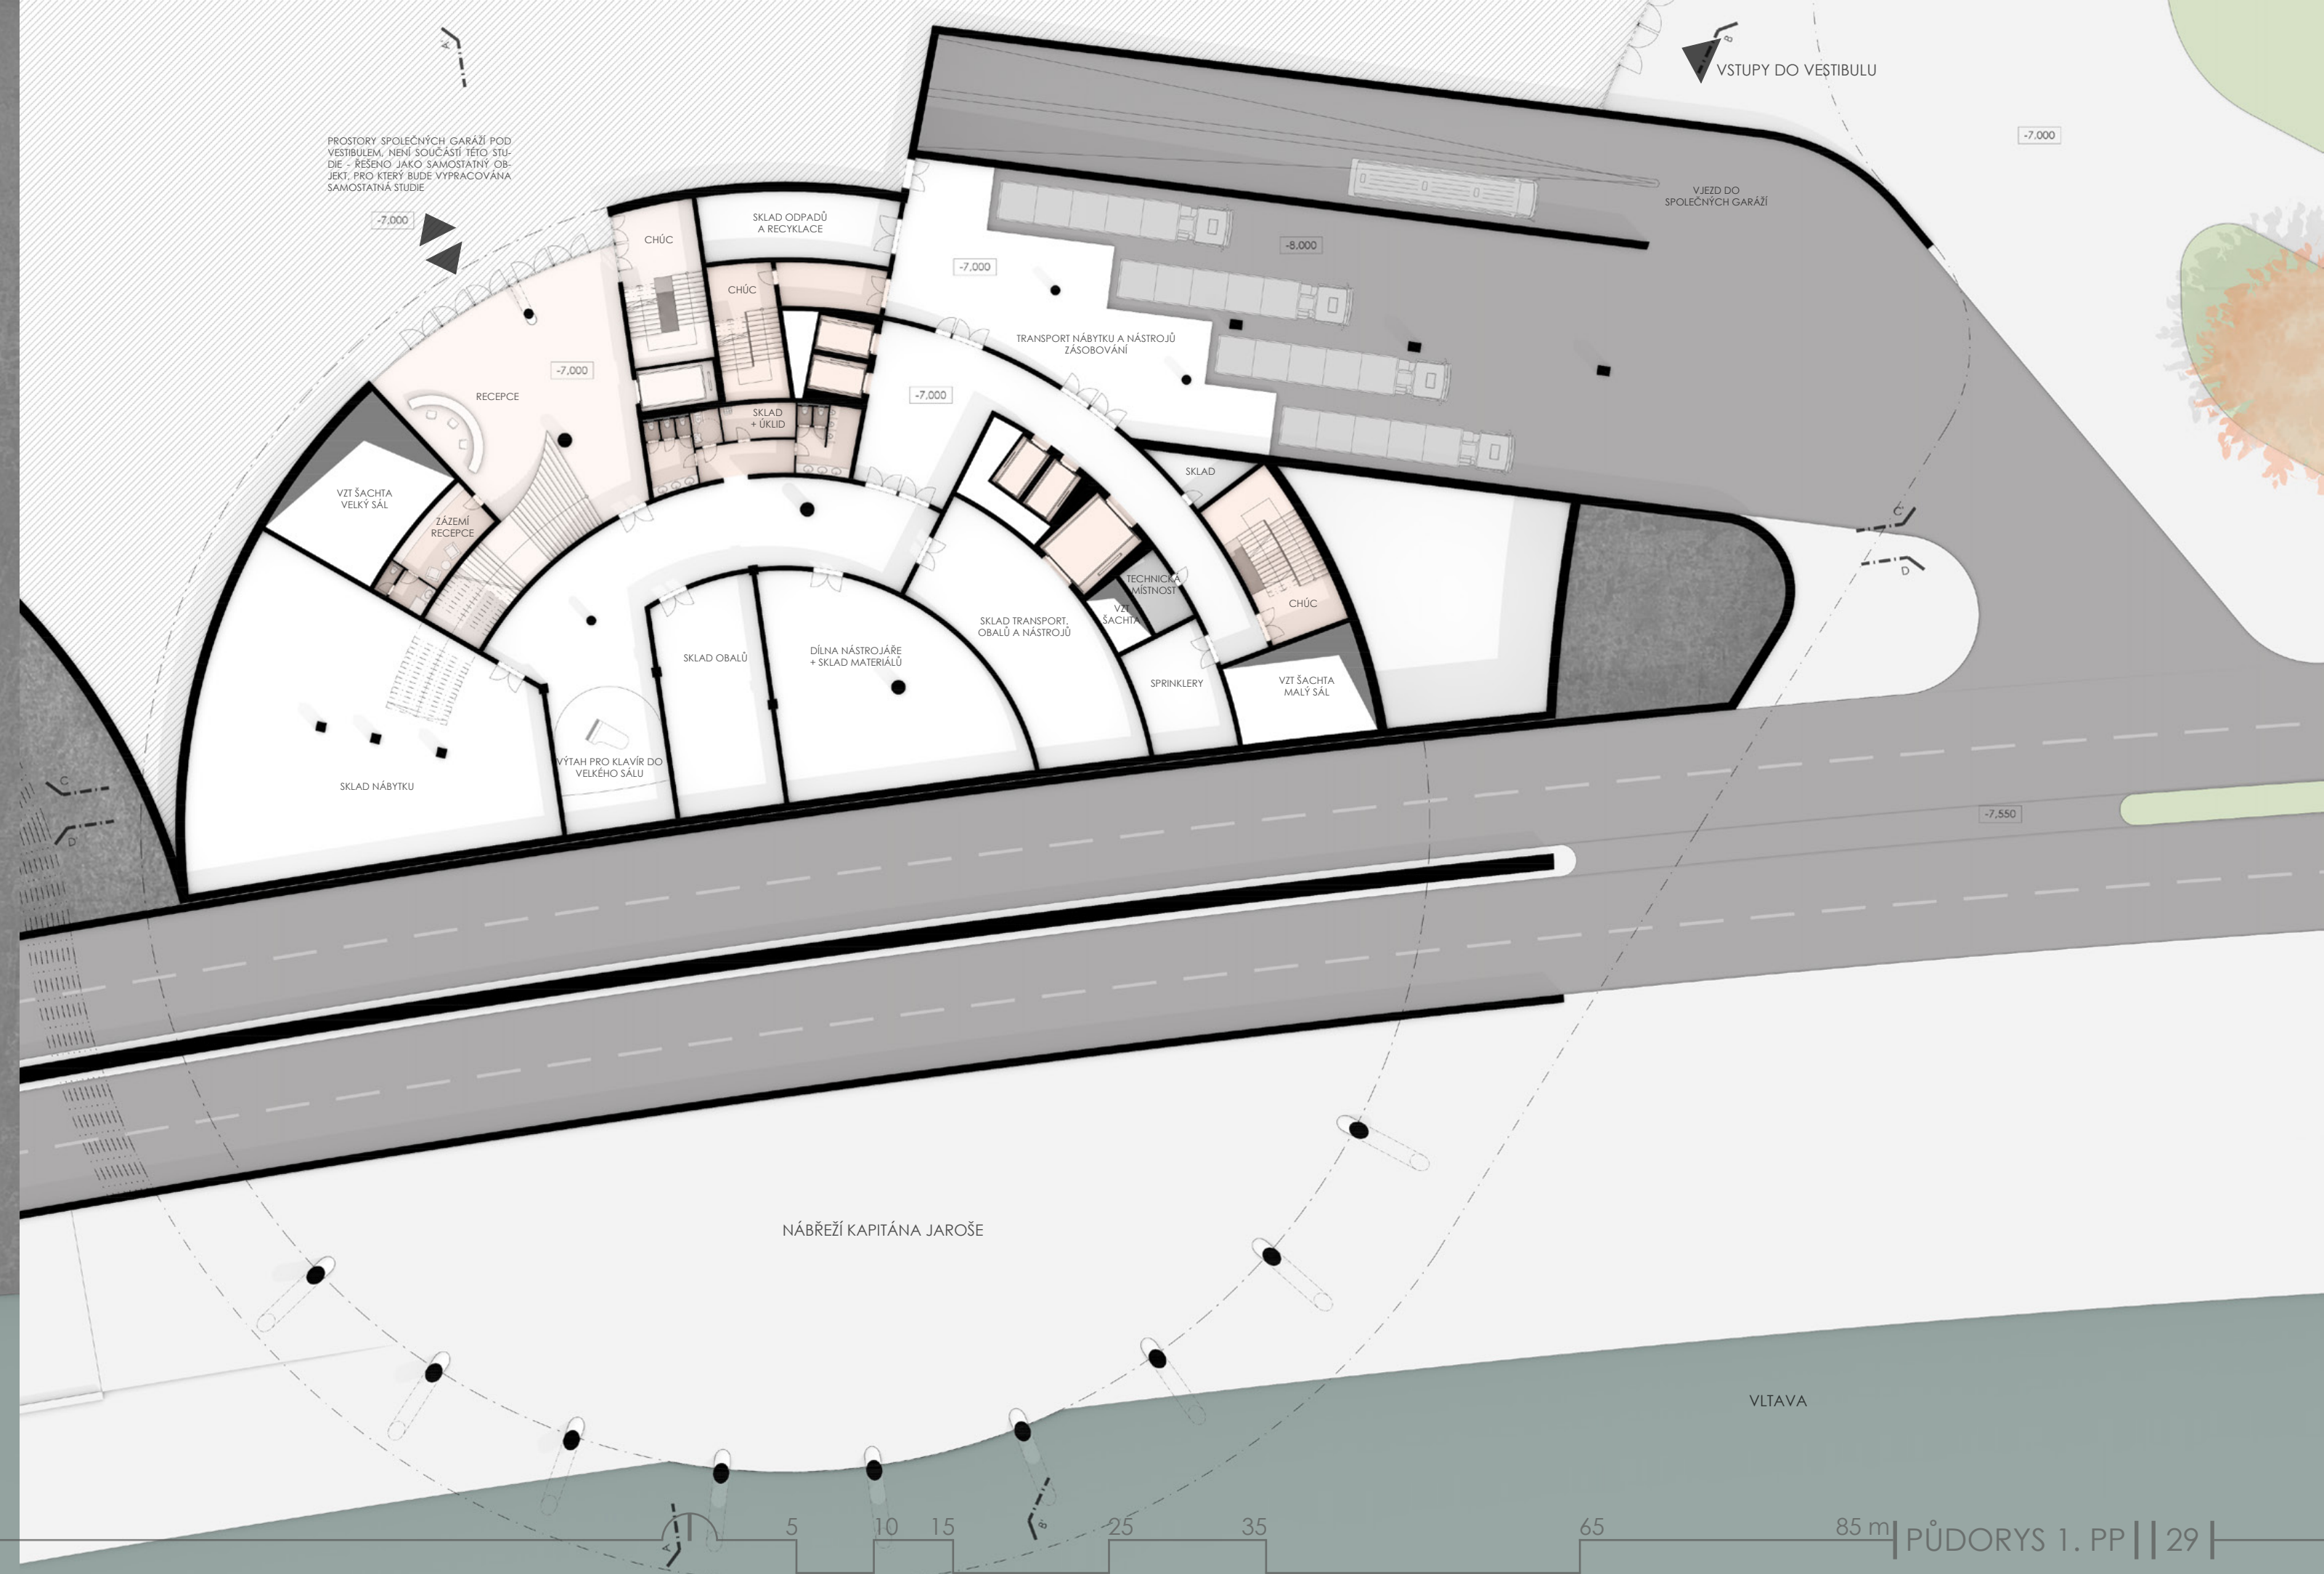 A'
B
VSTUPY DO VESTIBULU
-7.000
PROSTORY SPOLEČNÝCH GARÁŽÍ POD
VESTIBULEM, NENÍ SOUČÁSTÍ TÉTO STU-
DIE - ŘEŠENO JAKO SAMOSTATNÝ OB-
JEKT, PRO KTERÝ BUDE VYPRACOVÁNA
SAMOSTATNÁ STUDIE
-7.000
VJEZD DO
SPOLEČNÝCH GARÁŽÍ
SKLAD ODPADŮ
A RECYKLACE
CHÚC
-8.000
-7,000
CHÚC
TRANSPORT NÁBYTKU A NÁSTROJŮ
ZÁSOBOVÁNÍ
-7,000
RECEPCE
-7,000
SKLAD
+ ÚKLID
SKLAD
VZT ŠACHTA
VELKÝ SÁL
ZÁZEMÍ
RECEPCE
C'
D
TECHNICKÁ
MÍSTNOST
VZT
ŠACHTA
CHÚC
SKLAD TRANSPORT.
OBALŮ A NÁSTROJŮ
DÍLNA NÁSTROJÁŘE
+ SKLAD MATERIÁLŮ
SKLAD OBALŮ
SPRINKLERY
VZT ŠACHTA
MALÝ SÁL
VÝTAH PRO KLAVÍR DO
VELKÉHO SÁLU
SKLAD NÁBYTKU
C
D'
-7,550
NÁBŘEŽÍ KAPITÁNA JAROŠE
VLTAVA
A
B'
5 10 15 25 35 65 85 m
PŮDORYS 1. PP || 29